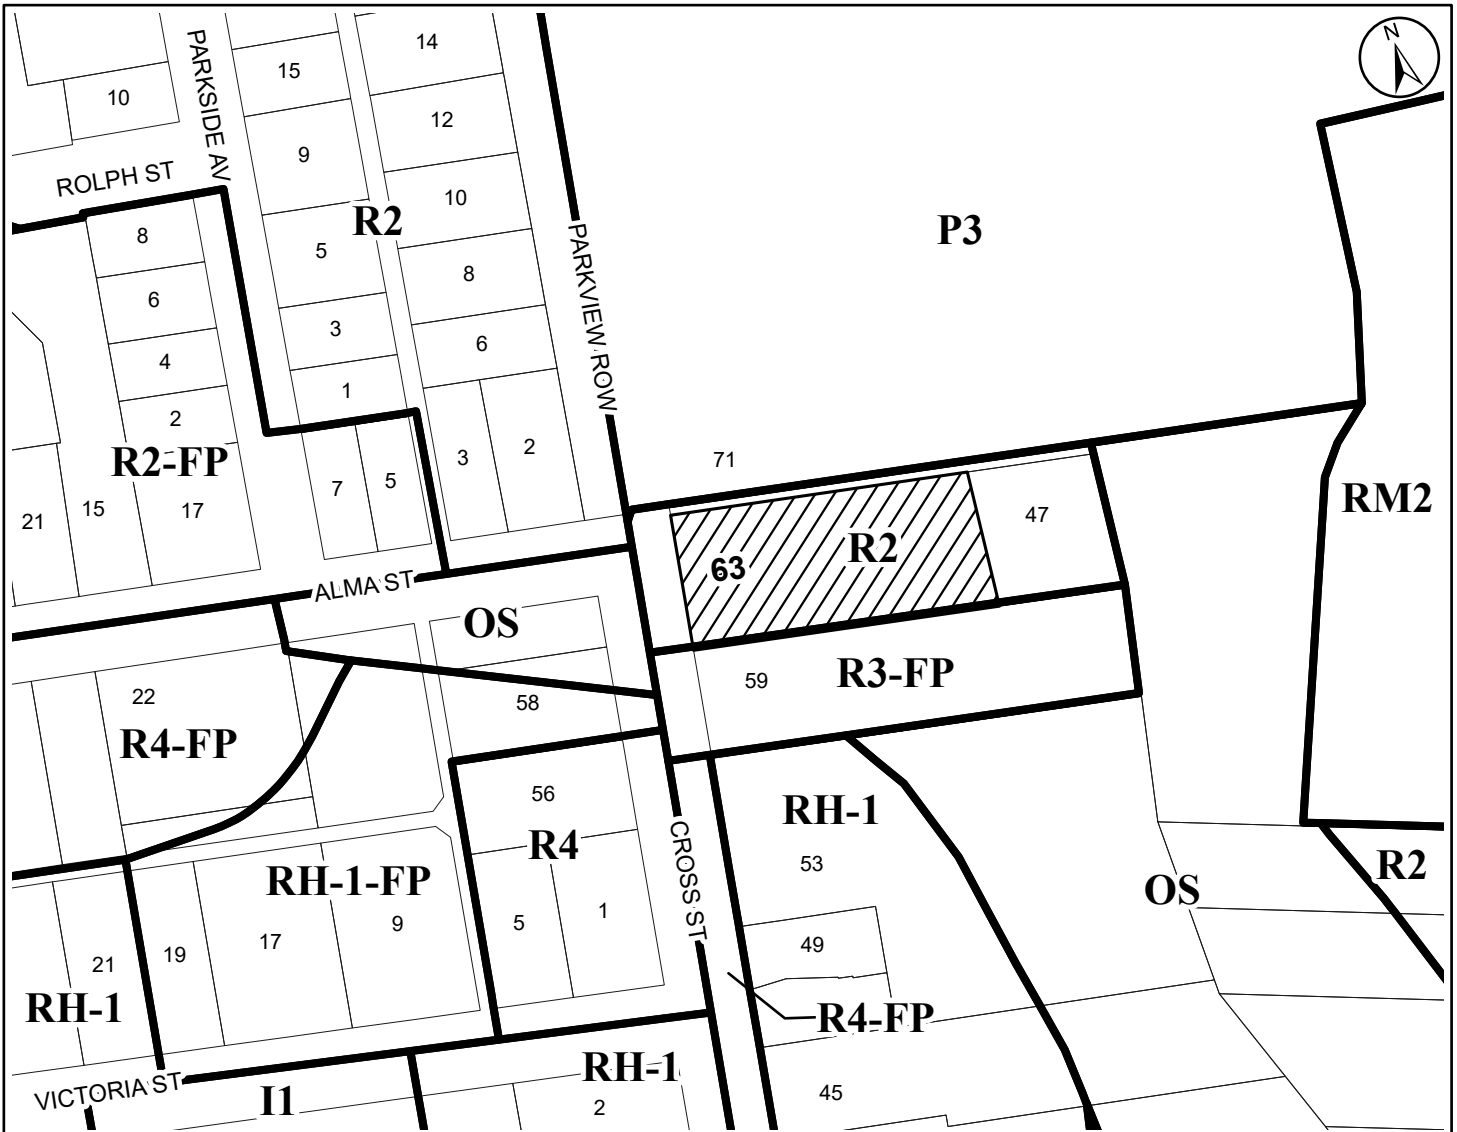 14
N
15
PARKSIDE AV
10
12
9
ROLPH ST
10
R2
P3
8
5
8
6
PARKVIEW ROW
3
6
4
1
2
3
2
71
R2-FP
7
5
RM2
21
15
17
47
63
R2
ALMA ST
OS
22
58
59
R3-FP
R4-FP
56
RH-1
R4
53
RH-1-FP
CROSS ST
R2
OS
9
5
1
17
19
49
21
RH-1
R4-FP
RH-1
VICTORIA ST
I1
2
45